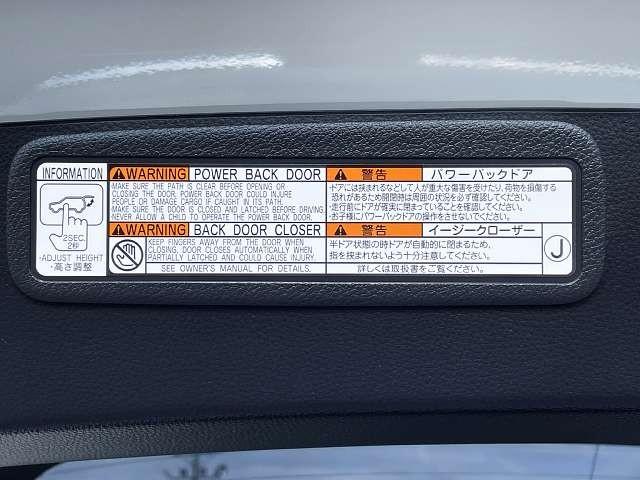 INFORMATION
2SEC.
2秒
・ADJUST HEIGHT
・高さ調整
WARNING POWER BACK DOOR
MAKE SURE THE PATH IS CLEAR BEFORE OPENING OR
CLOSING THE DOOR. POWER BACK DOOR COULD INJURE
PEOPLE OR DAMAGE CARGO IF CAUGHT IN ITS PATH.
MAKE SURE THE DOOR IS CLOSED AND LATCHED BEFORE DRIVING.
NEVER ALLOW A CHILD TO OPERATE THE POWER BACK DOOR.
WARNING BACK DOOR CLOSER
KEEP FINGERS AWAY FROM THE DOOR WHEN
CLOSING. DOOR CLOSES AUTOMATICALLY WHEN
PARTIALLY LATCHED AND COULD CAUSE INJURY.
SEE OWNER'S MANUAL FOR DETAILS.
警告 パワーバックドア
・ドアには挟まれるなどして人が重大な傷害を受けたり、荷物を損傷する
恐れがあるため開閉時は周囲の状況を必ず確認してください。
・走行前にドアが確実に閉まっていることを確認してください。
・お子様にパワーバックドアの操作をさせないでください。
警告 イージークローザー
半ドア状態の時ドアが自動的に閉まるため、
指を挟まれないよう十分注意してください。
詳しくは取扱書をご覧ください。
J